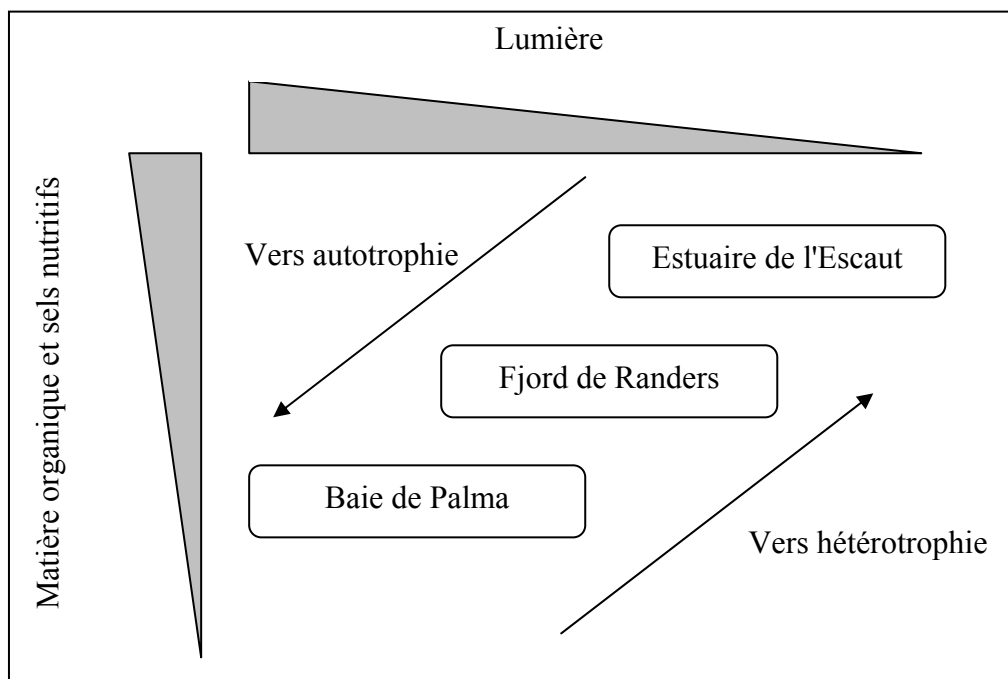 Lumière
Matière organique et sels nutritifs
Vers autotrophie
Estuaire de l'Escaut
Fjord de Randers
Baie de Palma
Vers hétérotrophie